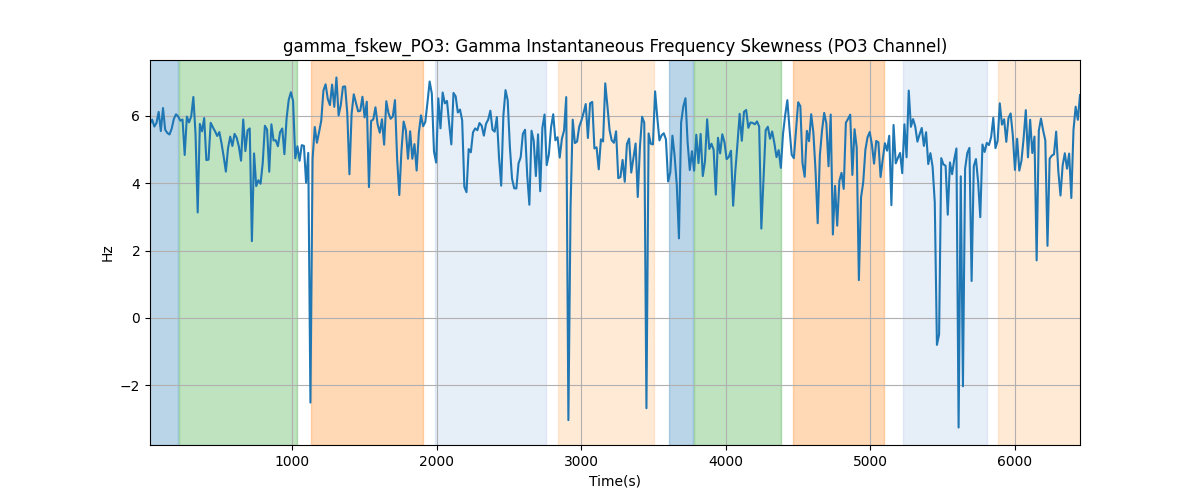 gamma_fskew_PO3: Gamma Instantaneous Frequency Skewness (PO3 Channel)
6
4
2
0
−2
Hz
1000 2000 3000 4000 5000 6000
Time(s)